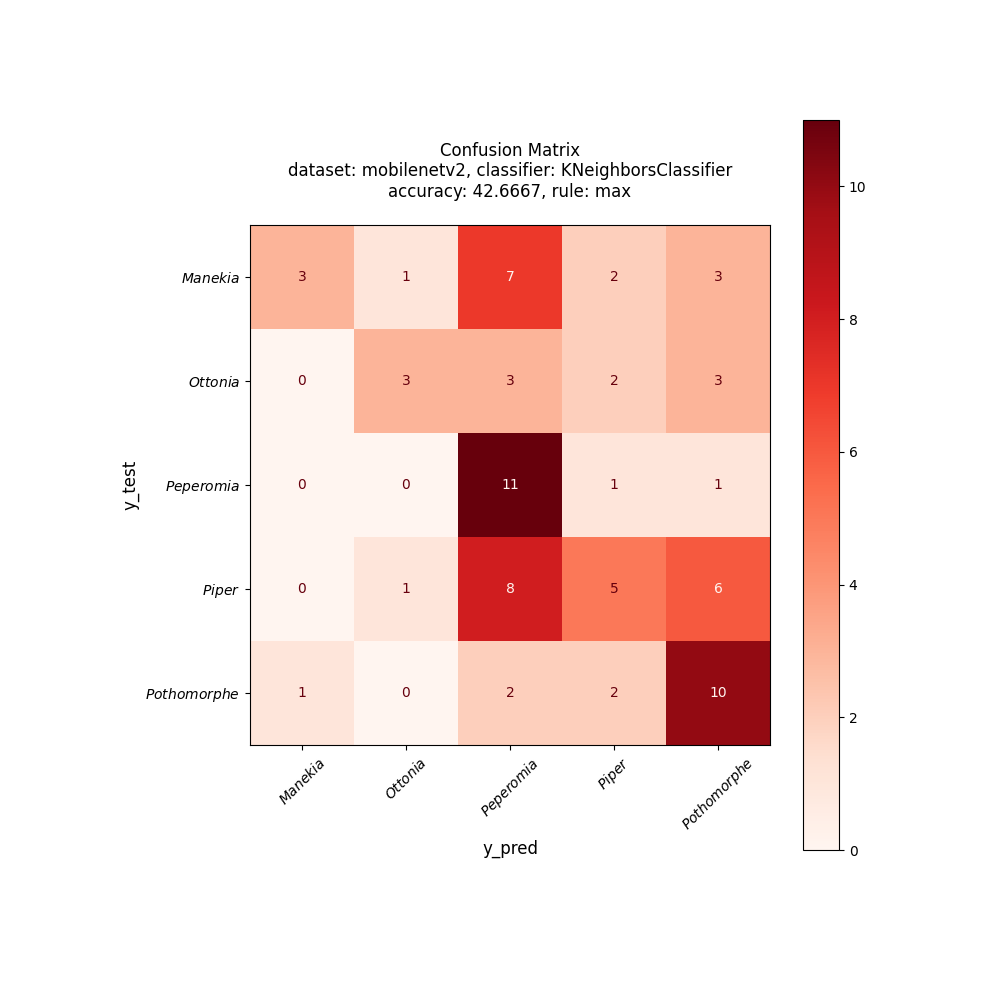 Confusion Matrix
dataset: mobilenetv2, classifier: KNeighborsClassifier
accuracy: 42.6667, rule: max
Manekia 3 1 7 2 3
Ottonia 0 3 3 2 3
Peperomia 0 0 11 1 1
Piper 0 1 8 5 6
Pothomorphe 1 0 2 2 10
Manekia Ottonia Peperomia Piper Pothomorphe
y_pred
y_test
10
8
6
4
2
0